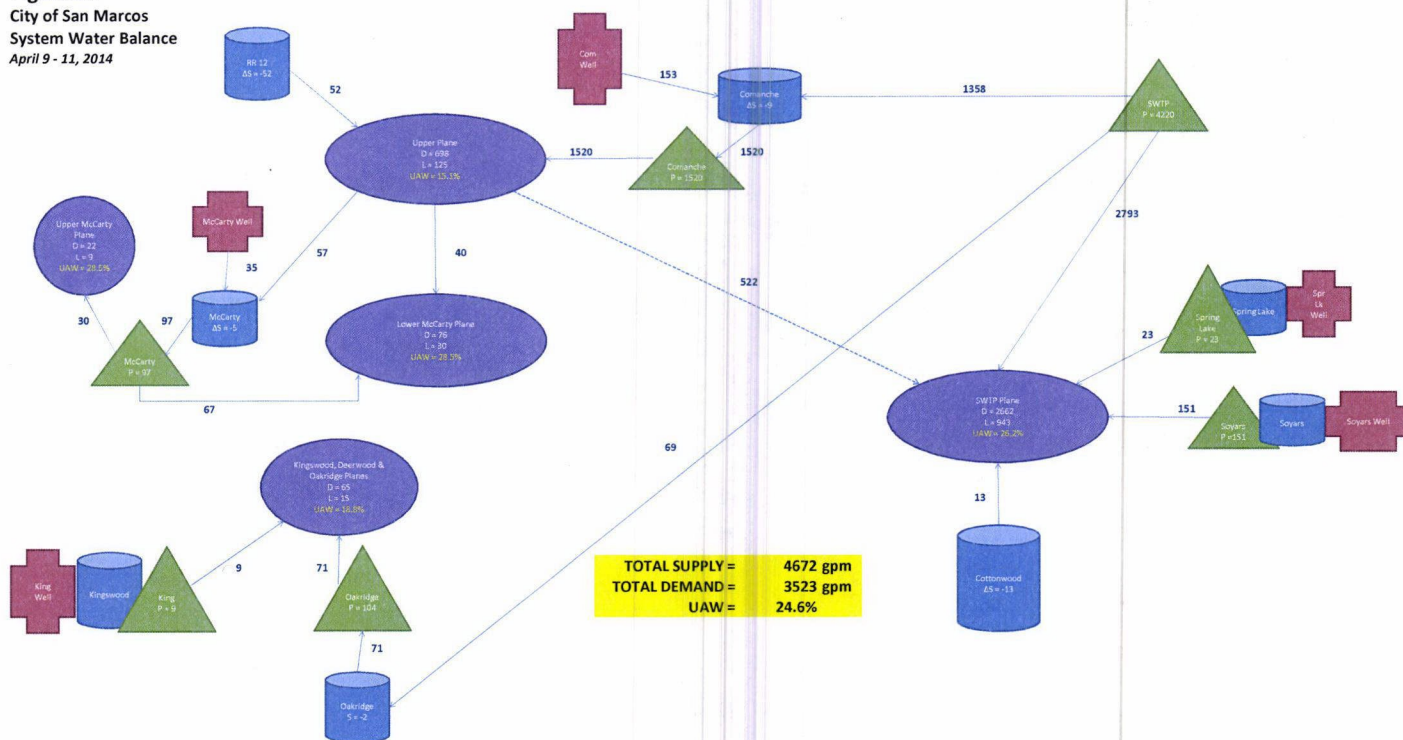 City of San Marcos
System Water Balance
April 9 - 11, 2014
RR 12
ΔS = -52
52
Com
Well
153
Comanche
ΔS = -9
1358
SWTP
P = 4220
Upper Plane
D = 698
L = 125
UAW = 15.1%
1520
Comanche
P = 1520
1520
2793
Upper McCarty
Plane
D = 22
L = 9
UAW = 28.5%
McCarty Well
35
57
40
522
30
97
McCarty
ΔS = -5
McCarty
P = 97
67
Lower McCarty Plane
D = 76
L = 30
UAW = 28.5%
Spring
Lake
P = 23
Spring Lake
Spr
Lk
Well
23
SWTP Plane
D = 2662
L = 943
UAW = 26.2%
151
Soyars
P =151
Soyars
Soyars Well
69
13
Cottonwood
ΔS = -13
Kingswood, Deerwood &
Oakridge Planes
D = 65
L = 15
UAW = 18.8%
King
Well
Kingswood
King
P = 9
9
71
Oakridge
P = 104
71
Oakridge
S = -2
TOTAL SUPPLY = 4672 gpm
TOTAL DEMAND = 3523 gpm
UAW = 24.6%